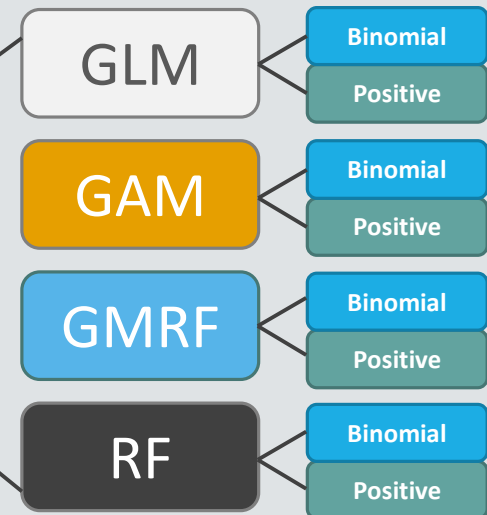 GLM
Binomial
Positive
GAM
Binomial
Positive
GMRF
Binomial
Positive
RF
Binomial
Positive